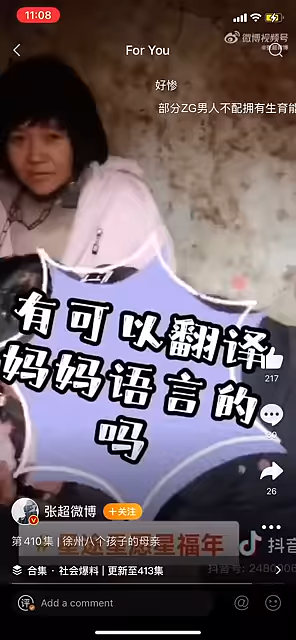 11:08
For You
微博视频号
好惨
部分ZG男人不配拥有生育能
有可以翻译
妈妈语言的
吗
217
26
张超微博
+关注
第410集 | 徐州八个孩子的母亲
抖音
合集 · 社会爆料 | 更新至413集
Add a comment